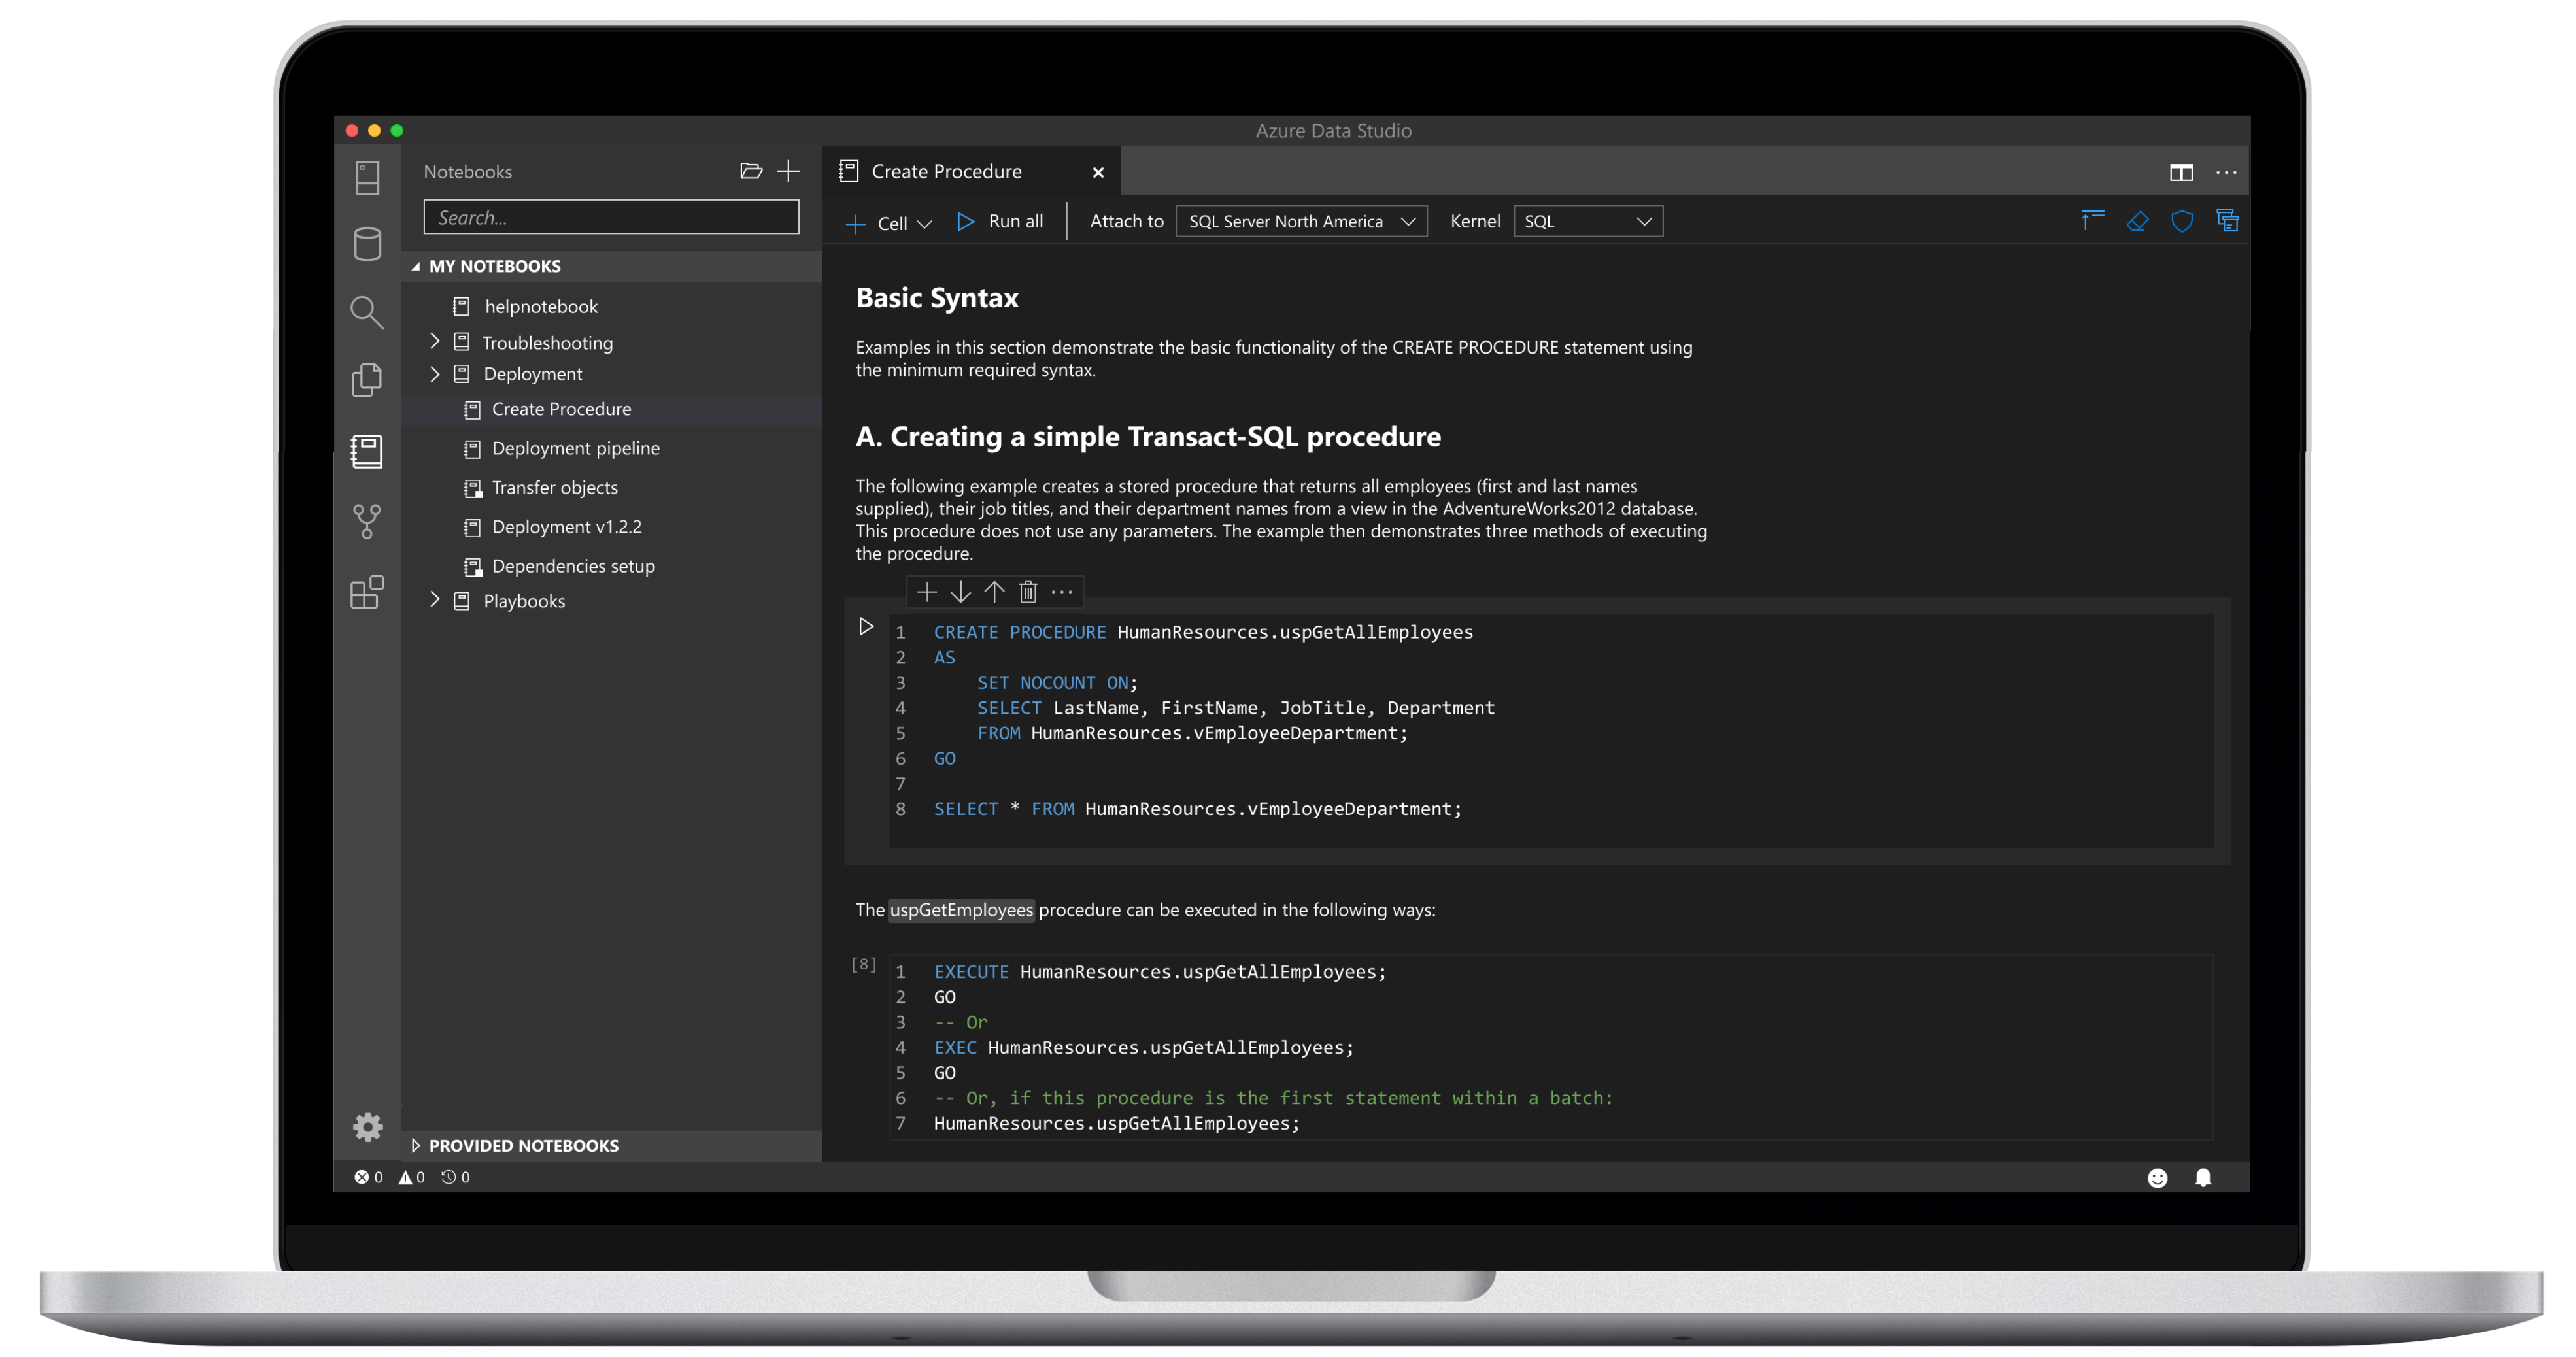 Azure Data Studio
Notebooks
Search...
MY NOTEBOOKS
helpnotebook
Troubleshooting
Deployment
Create Procedure
Deployment pipeline
Transfer objects
Deployment v1.2.2
Dependencies setup
Playbooks
PROVIDED NOTEBOOKS
Create Procedure
Cell Run all Attach to SQL Server North America Kernel SQL
Basic Syntax
Examples in this section demonstrate the basic functionality of the CREATE PROCEDURE statement using
the minimum required syntax.
A. Creating a simple Transact-SQL procedure
The following example creates a stored procedure that returns all employees (first and last names
supplied), their job titles, and their department names from a view in the AdventureWorks2012 database.
This procedure does not use any parameters. The example then demonstrates three methods of executing
the procedure.
1 CREATE PROCEDURE HumanResources.uspGetAllEmployees
2 AS
3 SET NOCOUNT ON;
4 SELECT LastName, FirstName, JobTitle, Department
5 FROM HumanResources.vEmployeeDepartment;
6 GO
7
8 SELECT * FROM HumanResources.vEmployeeDepartment;
The uspGetEmployees procedure can be executed in the following ways:
[8]
1 EXECUTE HumanResources.uspGetAllEmployees;
2 GO
3 -- Or
4 EXEC HumanResources.uspGetAllEmployees;
5 GO
6 -- Or, if this procedure is the first statement within a batch:
7 HumanResources.uspGetAllEmployees;
0 0 0